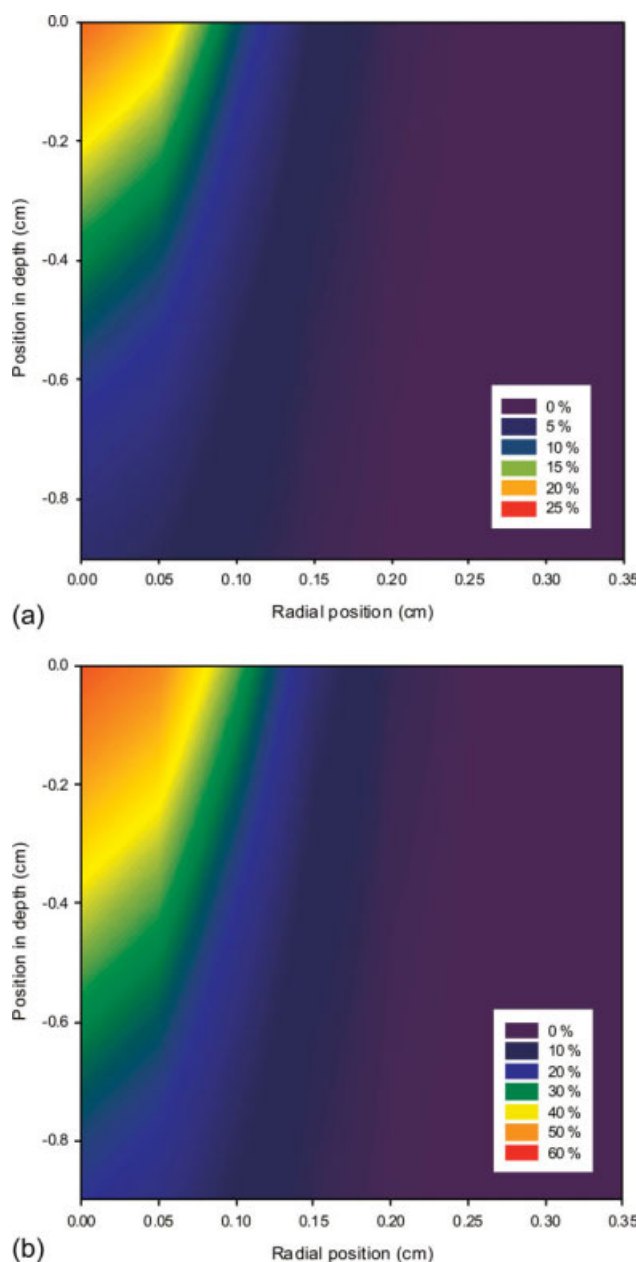 0.0
-0.2
-0.4
-0.6
-0.8
Position in depth (cm)
0 %
5 %
10 %
15 %
20 %
25 %
0.00 0.05 0.10 0.15 0.20 0.25 0.30 0.35
Radial position (cm)
(a)
0.0
-0.2
-0.4
-0.6
-0.8
Position in depth (cm)
0 %
10 %
20 %
30 %
40 %
50 %
60 %
0.00 0.05 0.10 0.15 0.20 0.25 0.30 0.35
Radial position (cm)
(b)